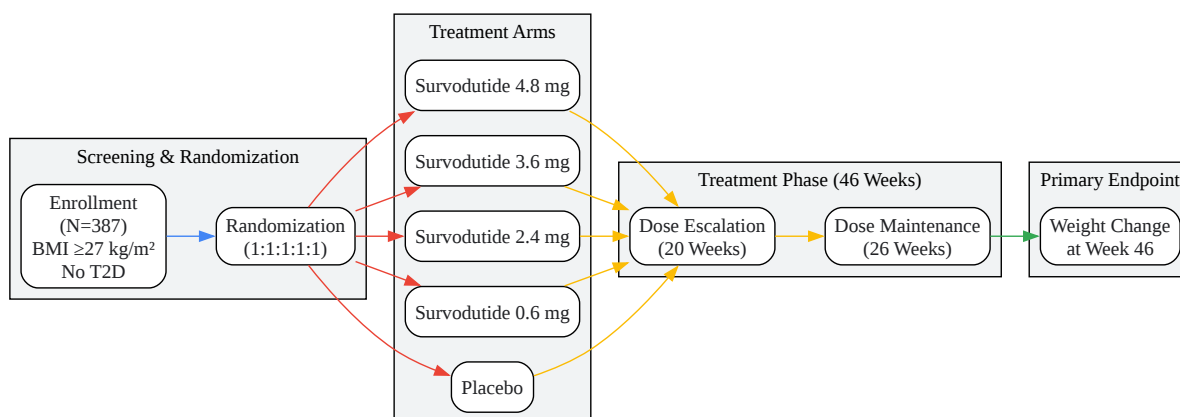 Screening & Randomization
Enrollment
(N=387)
BMI ≥27 kg/m²
No T2D
Randomization
(1:1:1:1:1)
Treatment Arms
Survodutide 4.8 mg
Survodutide 3.6 mg
Survodutide 2.4 mg
Survodutide 0.6 mg
Placebo
Treatment Phase (46 Weeks)
Dose Escalation
(20 Weeks)
Dose Maintenance
(26 Weeks)
Primary Endpoint
Weight Change
at Week 46